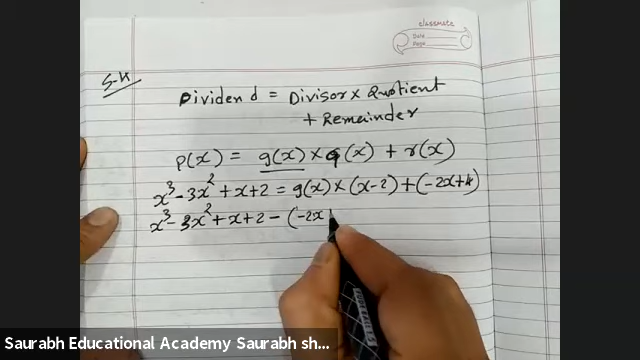 classmate
Date
Page
Dividend = Divisor × Quotient
+ Remainder
p(x) = g(x) × q(x) + r(x)
x³ - 3x² + x + 2 = g(x) × (x-2) + (-2x+4)
x³ - 3x² + x + 2 - (-2x
Saurabh Educational Academy Saurabh sh...